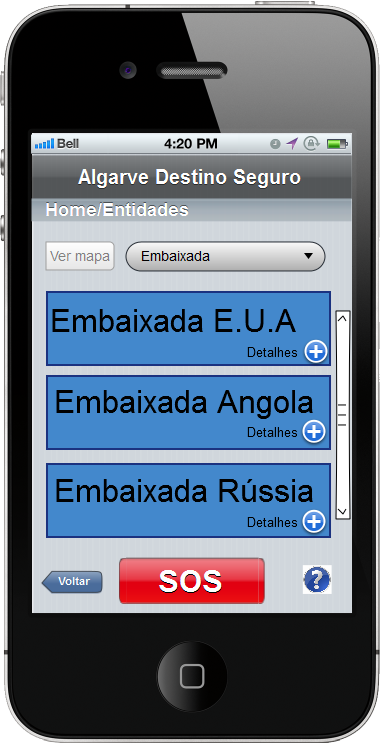 Bell 4:20 PM
Algarve Destino Seguro
Home/Entidades
Ver mapa Embaixada
Embaixada E.U.A
Detalhes
Embaixada Angola
Detalhes
Embaixada Rússia
Detalhes
Voltar SOS ?